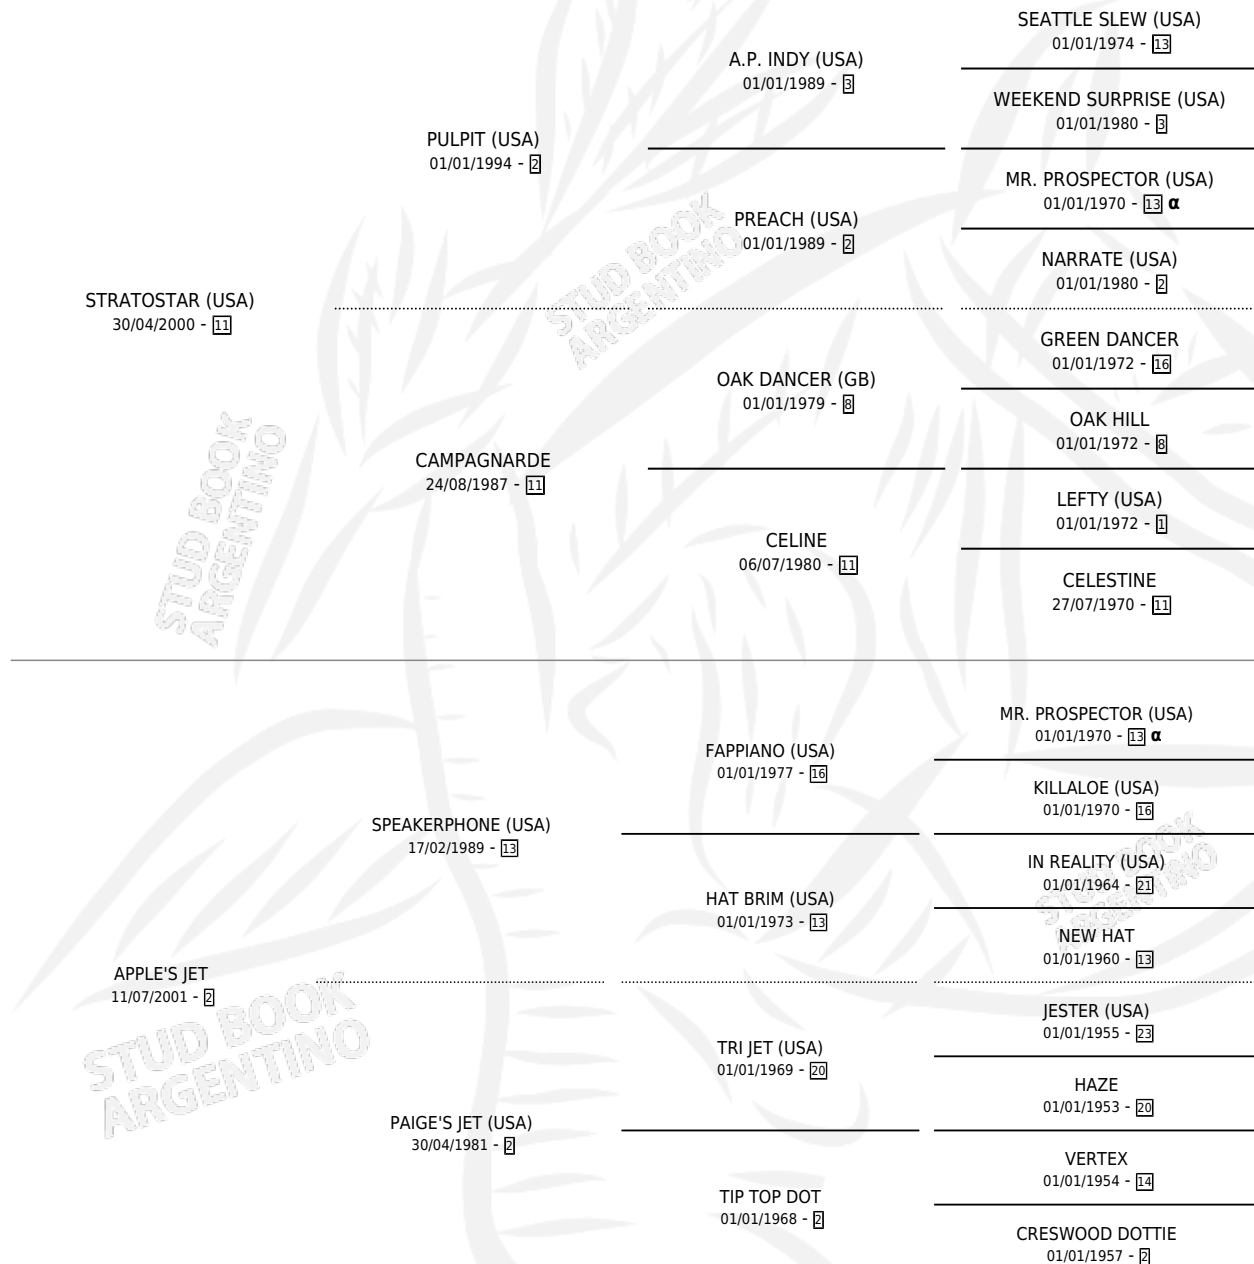 SEATTLE SLEW (USA)
01/01/1974 - 13
A.P. INDY (USA)
01/01/1989 - 3
WEEKEND SURPRISE (USA)
01/01/1980 - 3
PULPIT (USA)
01/01/1994 - 2
MR. PROSPECTOR (USA)
01/01/1970 - 13 α
PREACH (USA)
01/01/1989 - 2
NARRATE (USA)
01/01/1980 - 2
STRATOSTAR (USA)
30/04/2000 - 11
GREEN DANCER
01/01/1972 - 16
OAK DANCER (GB)
01/01/1979 - 8
OAK HILL
01/01/1972 - 8
CAMPAGNARDE
24/08/1987 - 11
LEFTY (USA)
01/01/1972 - 1
CELINE
06/07/1980 - 11
CELESTINE
27/07/1970 - 11
MR. PROSPECTOR (USA)
01/01/1970 - 13 α
FAPPIANO (USA)
01/01/1977 - 16
KILLALOE (USA)
01/01/1970 - 16
SPEAKERPHONE (USA)
17/02/1989 - 13
IN REALITY (USA)
01/01/1964 - 21
HAT BRIM (USA)
01/01/1973 - 13
NEW HAT
01/01/1960 - 13
APPLE'S JET
11/07/2001 - 2
JESTER (USA)
01/01/1955 - 23
TRI JET (USA)
01/01/1969 - 20
HAZE
01/01/1953 - 20
PAIGE'S JET (USA)
30/04/1981 - 2
VERTEX
01/01/1954 - 14
TIP TOP DOT
01/01/1968 - 2
CRESWOOD DOTTIE
01/01/1957 - 2
STUD BOOK
ARGENTINO
STUD BOOK
ARGENTINO
STUD BOOK
ARGENTINO
STUD BOOK
ARGENTINO